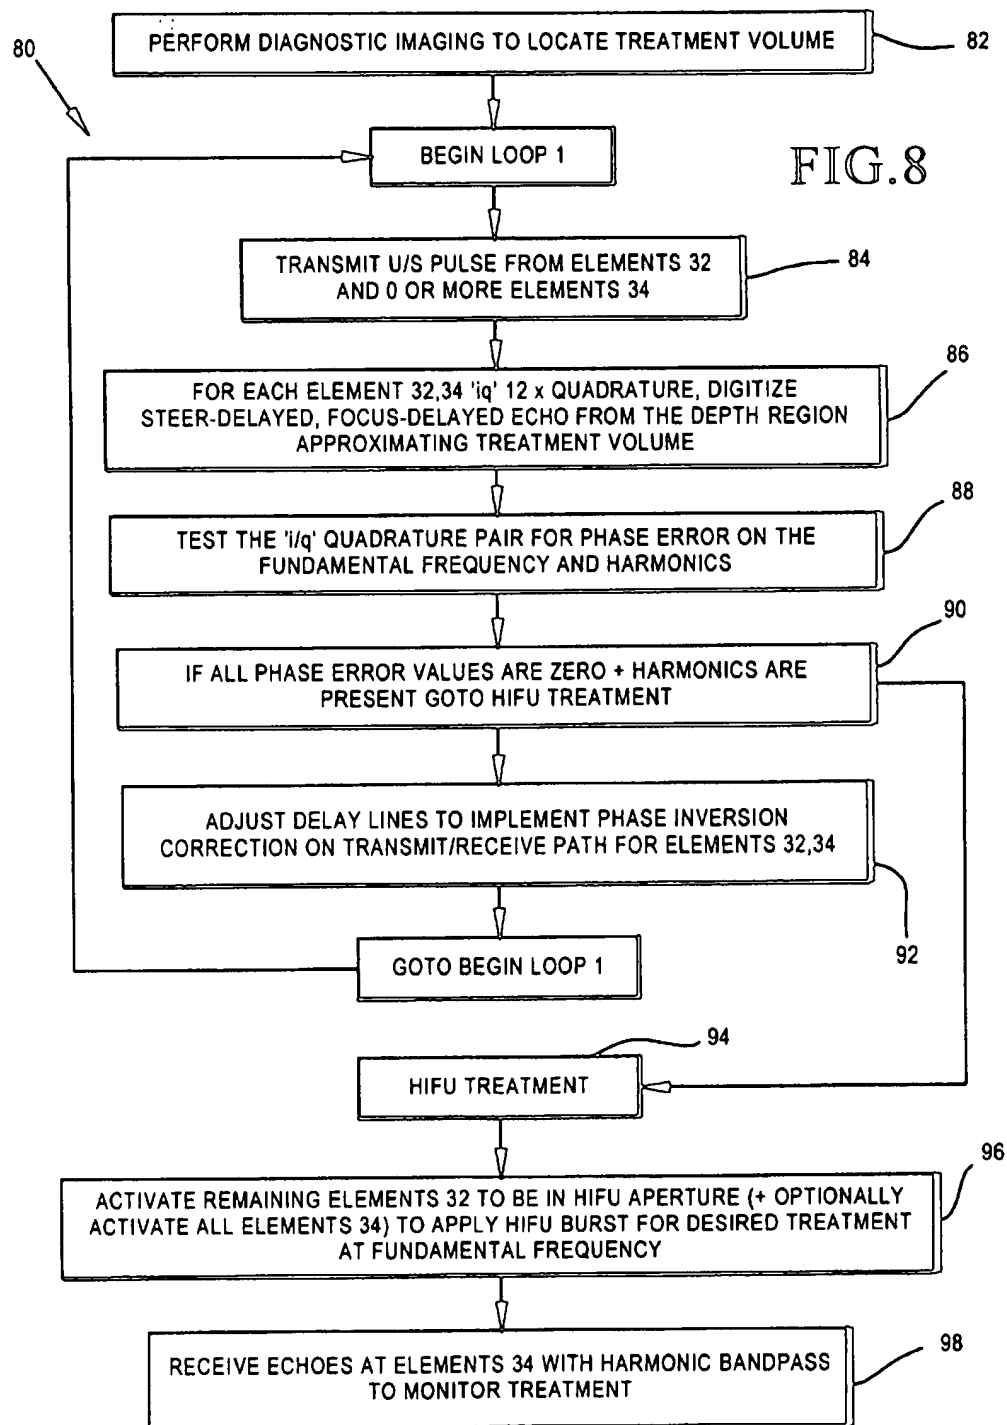 80
PERFORM DIAGNOSTIC IMAGING TO LOCATE TREATMENT VOLUME
82
BEGIN LOOP 1
FIG.8
TRANSMIT U/S PULSE FROM ELEMENTS 32
AND 0 OR MORE ELEMENTS 34
84
FOR EACH ELEMENT 32,34 'iq' 12 x QUADRATURE, DIGITIZE
STEER-DELAYED, FOCUS-DELAYED ECHO FROM THE DEPTH REGION
APPROXIMATING TREATMENT VOLUME
86
TEST THE 'i/q' QUADRATURE PAIR FOR PHASE ERROR ON THE
FUNDAMENTAL FREQUENCY AND HARMONICS
88
IF ALL PHASE ERROR VALUES ARE ZERO + HARMONICS ARE
PRESENT GOTO HIFU TREATMENT
90
ADJUST DELAY LINES TO IMPLEMENT PHASE INVERSION
CORRECTION ON TRANSMIT/RECEIVE PATH FOR ELEMENTS 32,34
92
GOTO BEGIN LOOP 1
94
HIFU TREATMENT
96
ACTIVATE REMAINING ELEMENTS 32 TO BE IN HIFU APERTURE (+ OPTIONALLY
ACTIVATE ALL ELEMENTS 34) TO APPLY HIFU BURST FOR DESIRED TREATMENT
AT FUNDAMENTAL FREQUENCY
RECEIVE ECHOES AT ELEMENTS 34 WITH HARMONIC BANDPASS
TO MONITOR TREATMENT
98